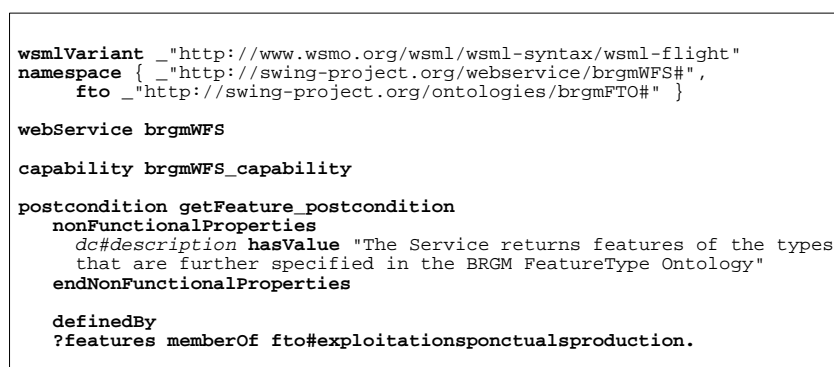 wsmlVariant _"http://www.wsmo.org/wsml/wsml-syntax/wsml-flight"
namespace { _"http://swing-project.org/webservice/brgmWFS#",
fto _"http://swing-project.org/ontologies/brgmFTO#" }
webService brgmWFS
capability brgmWFS_capability
postcondition getFeature_postcondition
nonFunctionalProperties
dc#description hasValue "The Service returns features of the types
that are further specified in the BRGM FeatureType Ontology"
endNonFunctionalProperties
definedBy
?features memberOf fto#exploitationsponctualsproduction.